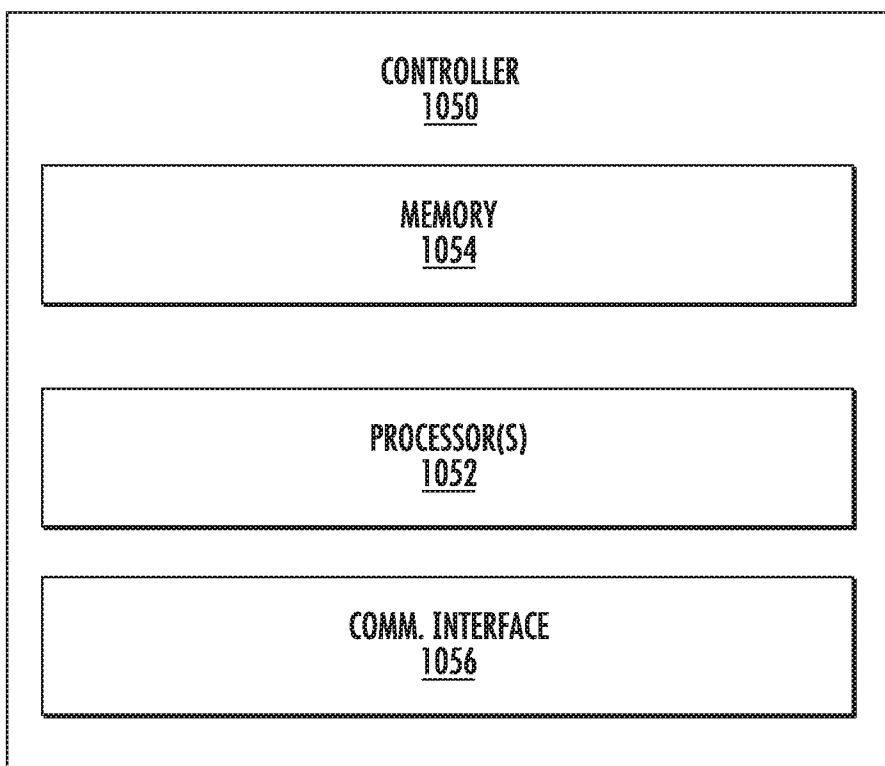 CONTROLLER
1050
MEMORY
1054
PROCESSOR(S)
1052
COMM. INTERFACE
1056